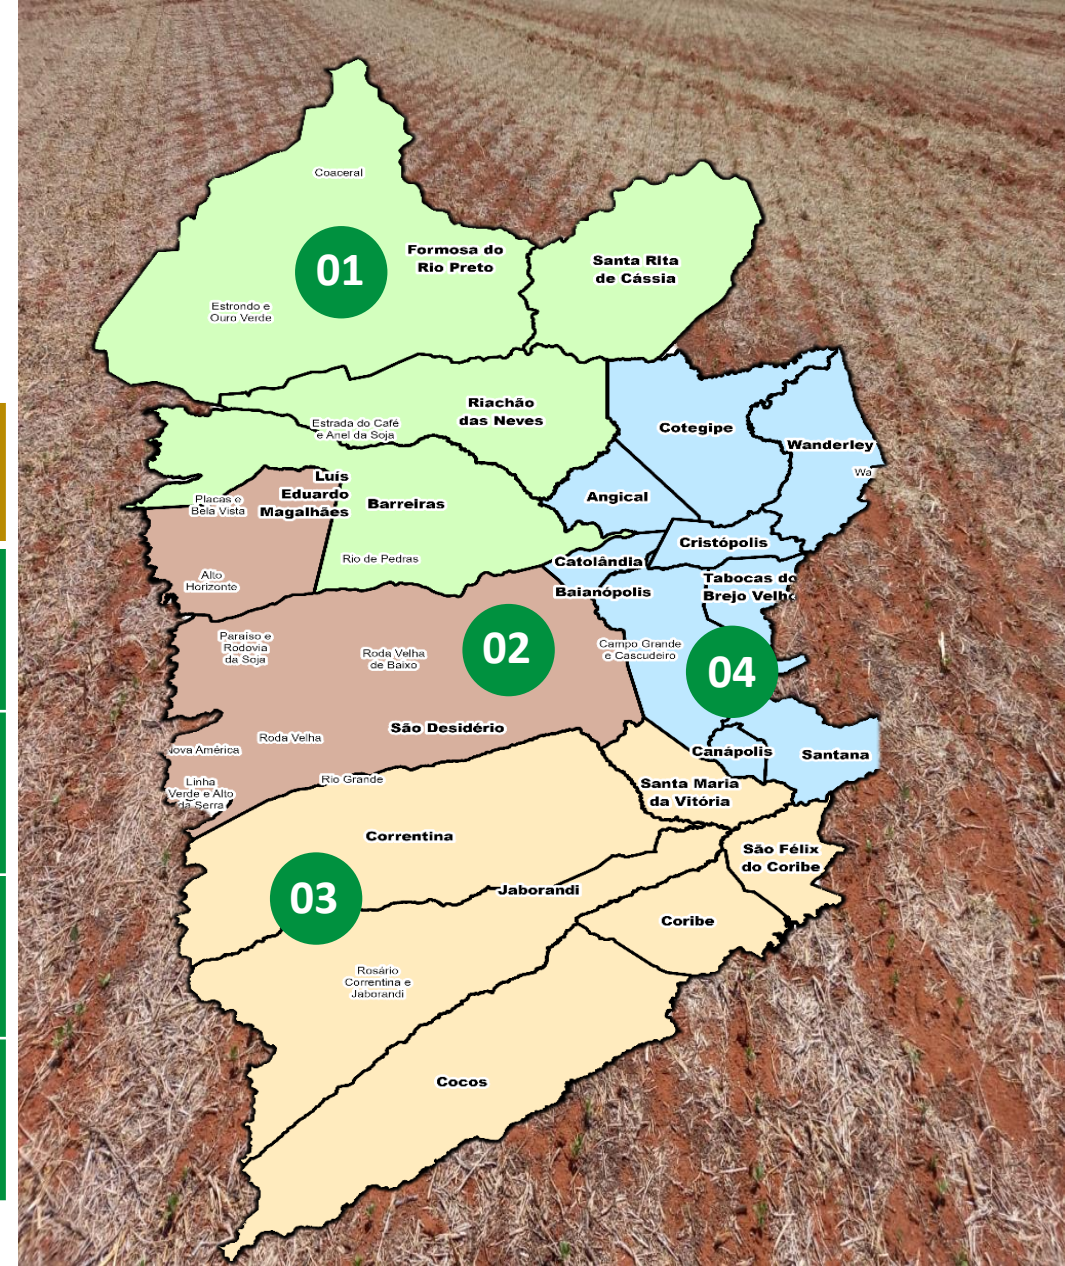 Coaceral
01
Formosa do
Rio Preto
Santa Rita
de Cássia
Estrondo e
Ouro Verde
Riachão
das Neves
Estrada do Café
e Anel da Soja
Cotegipe
Wanderley
Wa
Luís
Eduardo
Magalhães
Placas e
Bela Vista
Barreiras
Angical
Cristópolis
Rio de Pedras
Catolândia
Alto
Horizonte
Baianópolis
Tabocas do
Brejo Velho
Paraíso e
Rodovia
da Soja
Roda Velha
de Baixo
02
Campo Grande
e Cascudeiro
04
São Desidério
Roda Velha
Nova América
Canápolis
Santana
Rio Grande
Linha
Verde e Alto
da Serra
Santa Maria
da Vitória
Correntina
São Félix
do Coribe
03
Jaborandi
Coribe
Rosário
Correntina e
Jaborandi
Cocos